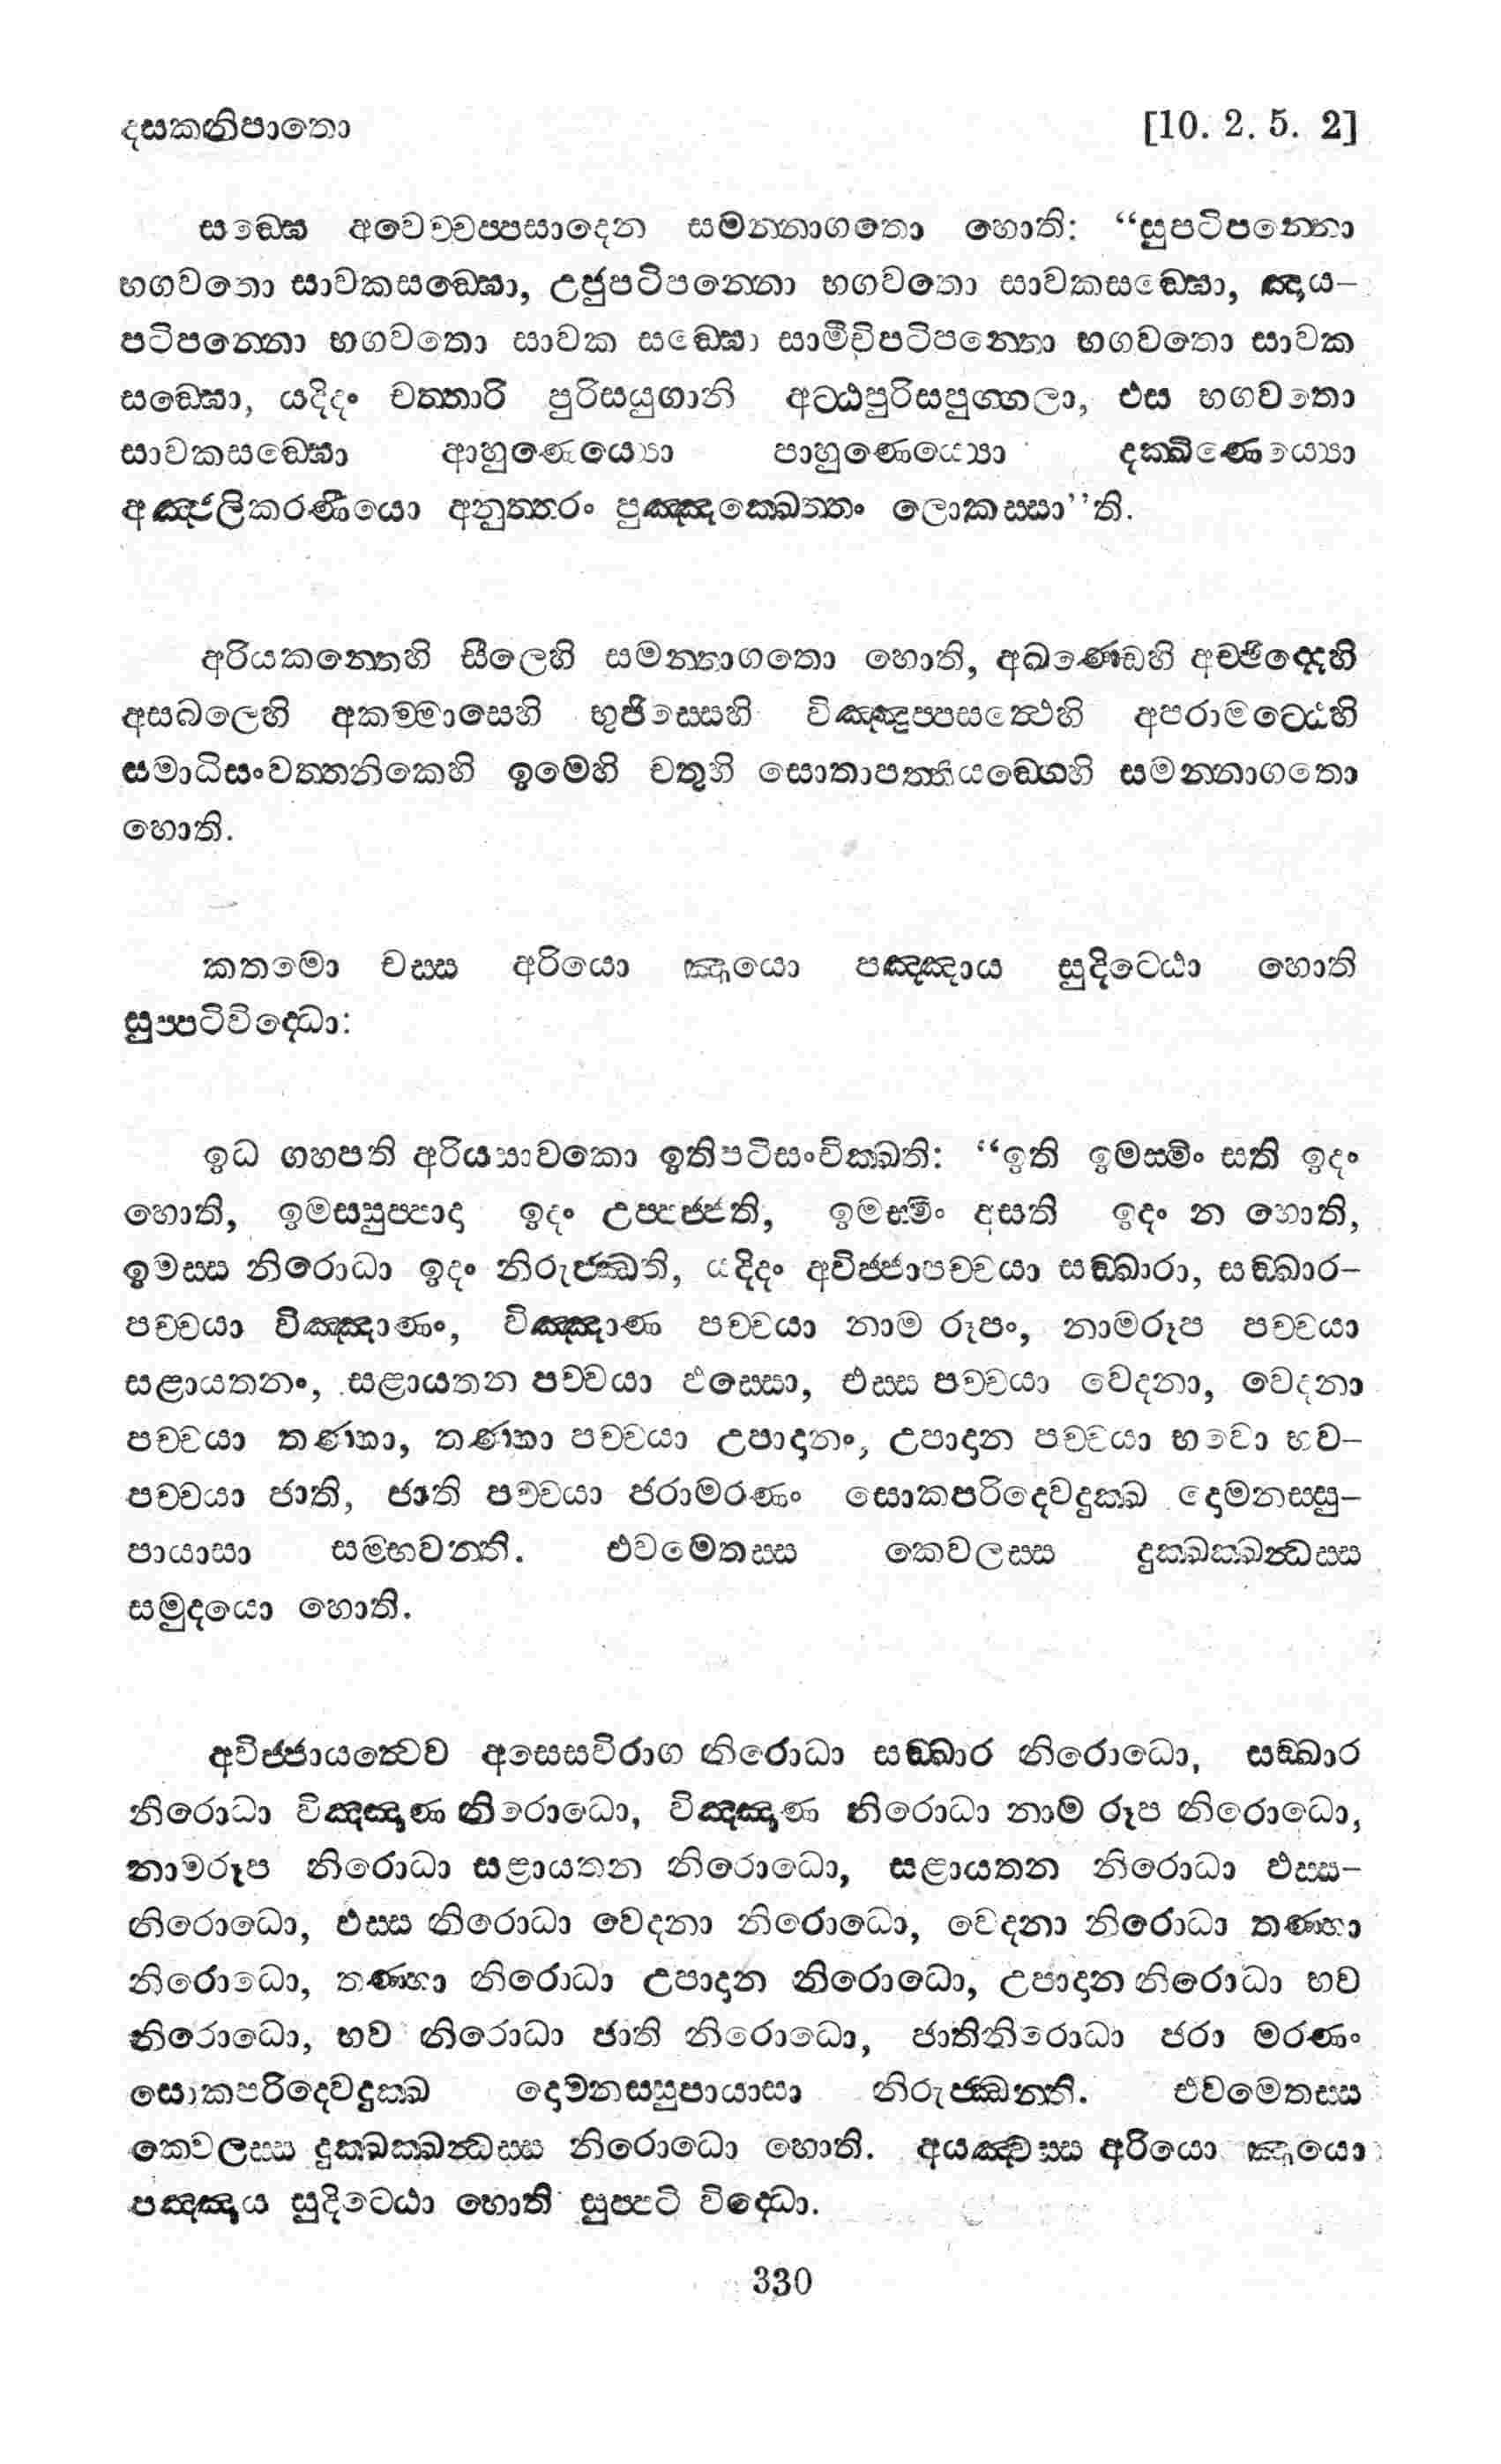 දසකනිපාතො [10. 2. 5. 2]
සඞ්ඝෙ අවෙච්චප්පසාදෙන සමන්නාගතො හොති: “සුපටිපන්නො
භගවතො සාවකසඞ්ඝො, උජුපටිපන්නො භගවතො සාවකසඞ්ඝො, ඤාය-
පටිපන්නො භගවතො සාවක සඞ්ඝො සාමීචිපටිපන්නො භගවතො සාවක
සඞ්ඝො, යදිදං චත්තාරි පුරිසයුගානි අට්ඨපුරිසපුග්ගලා, එස භගවතො
සාවකසඞ්ඝො ආහුණෙය්‍යො පාහුණෙය්‍යො දක්ඛිණෙය්‍යො
අඤ්ජලිකරණීයො අනුත්තරං පුඤ්ඤක්ඛෙත්තං ලොකස්සා”ති.
අරියකන්තෙහි සීලෙහි සමන්නාගතො හොති, අඛණ්ඩෙහි අච්ඡිද්දෙහි
අසබලෙහි අකම්මාසෙහි භුජිස්සෙහි විඤ්ඤුප්පසත්ථෙහි අපරාමට්ඨෙහි
සමාධිසංවත්තනිකෙහි ඉමෙහි චතුහි සොතාපත්තියඞ්ගෙහි සමන්නාගතො
හොති.
කතමො චස්ස අරියො ඤායො පඤ්ඤාය සුදිට්ඨො හොති
සුප්පටිවිද්ධො:
ඉධ ගහපති අරියසාවකො ඉතිපටිසංචික්ඛති: “ඉති ඉමස්මිං සති ඉදං
හොති, ඉමස්සුප්පාදා ඉදං උප්පජ්ජති, ඉමස්මිං අසති ඉදං න හොති,
ඉමස්ස නිරොධා ඉදං නිරුජ්ඣති, යදිදං අවිජ්ජාපච්චයා සඞ්ඛාරා, සඞ්ඛාර-
පච්චයා විඤ්ඤාණං, විඤ්ඤාණ පච්චයා නාම රූපං, නාමරූප පච්චයා
සළායතනං, සළායතන පච්චයා ඵස්සො, ඵස්ස පච්චයා වෙදනා, වෙදනා
පච්චයා තණ්හා, තණ්හා පච්චයා උපාදානං, උපාදාන පච්චයා භවො භව-
පච්චයා ජාති, ජාති පච්චයා ජරාමරණං සොකපරිදෙවදුක්ඛ දොමනස්සු-
පායාසා සම්භවන්ති. එවමෙතස්ස කෙවලස්ස දුක්ඛක්ඛන්ධස්ස
සමුදයො හොති.
අවිජ්ජායත්වෙව අසෙසවිරාග නිරොධා සඞ්ඛාර නිරොධො, සඞ්ඛාර
නිරොධා විඤ්ඤාණ නිරොධො, විඤ්ඤාණ නිරොධා නාම රූප නිරොධො,
නාමරූප නිරොධා සළායතන නිරොධො, සළායතන නිරොධා ඵස්ස-
නිරොධො, ඵස්ස නිරොධා වෙදනා නිරොධො, වෙදනා නිරොධා තණ්හා
නිරොධො, තණ්හා නිරොධා උපාදාන නිරොධො, උපාදාන නිරොධා භව
නිරොධො, භව නිරොධා ජාති නිරොධො, ජාතිනිරොධා ජරා මරණං
සොකපරිදෙවදුක්ඛ දොමනස්සුපායාසා නිරුජ්ඣන්ති. එවමෙතස්ස
කෙවලස්ස දුක්ඛක්ඛන්ධස්ස නිරොධො හොති. අයඤ්චස්ස අරියො ඤායො
පඤ්ඤාය සුදිට්ඨො හොති සුප්පටි විද්ධො.
330